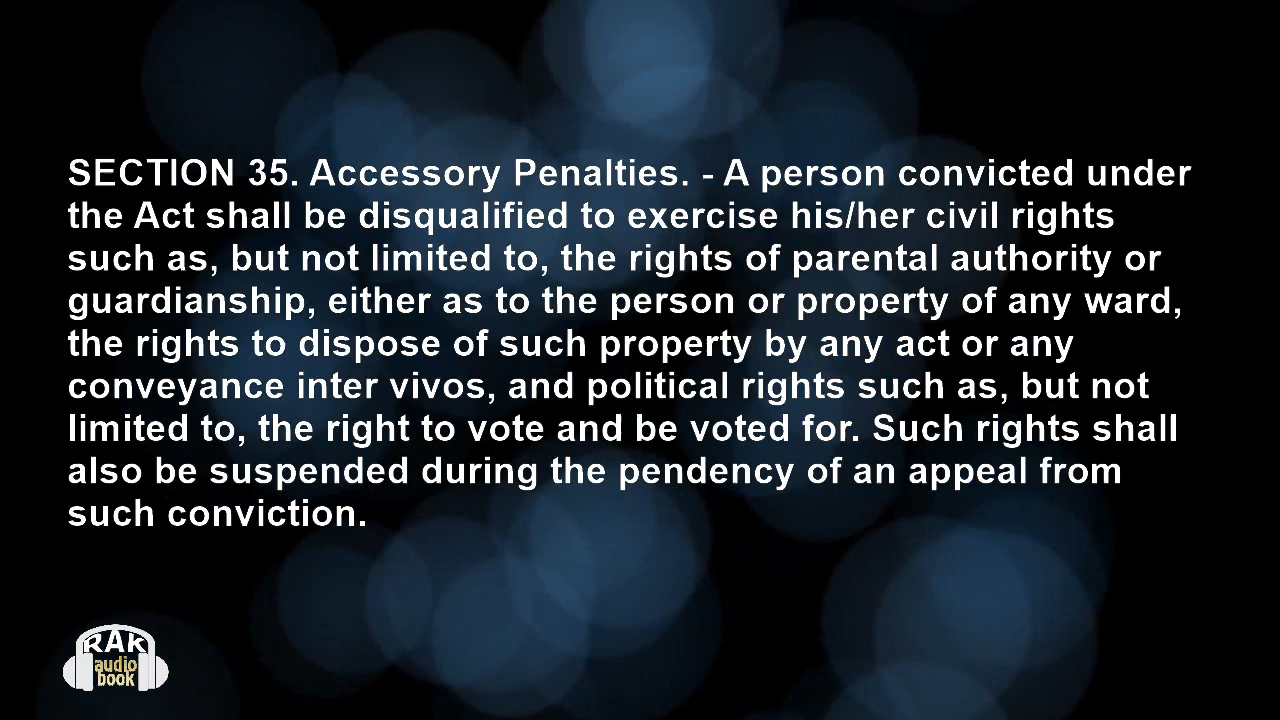 SECTION 35. Accessory Penalties. - A person convicted under
the Act shall be disqualified to exercise his/her civil rights
such as, but not limited to, the rights of parental authority or
guardianship, either as to the person or property of any ward,
the rights to dispose of such property by any act or any
conveyance inter vivos, and political rights such as, but not
limited to, the right to vote and be voted for. Such rights shall
also be suspended during the pendency of an appeal from
such conviction.
RAK
audio
book